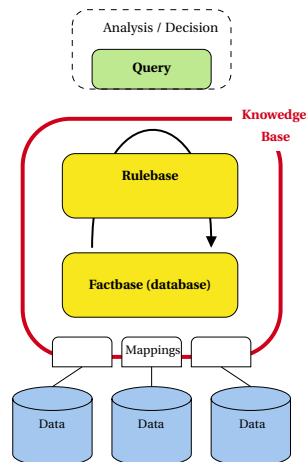 Analysis / Decision
Query
Knowedge
Base
Rulebase
Factbase (database)
Mappings
Data
Data
Data